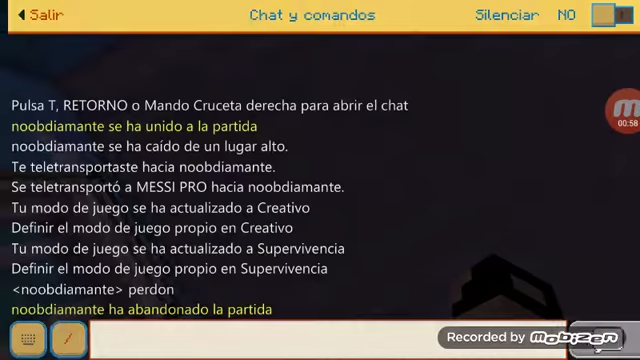 Salir
Chat y comandos
Silenciar NO
Pulsa T, RETORNO o Mando Cruceta derecha para abrir el chat
noobdiamante se ha unido a la partida
noobdiamante se ha caído de un lugar alto.
Te teletransportaste hacia noobdiamante.
Se teletransportó a MESSI PRO hacia noobdiamante.
Tu modo de juego se ha actualizado a Creativo
Definir el modo de juego propio en Creativo
Tu modo de juego se ha actualizado a Supervivencia
Definir el modo de juego propio en Supervivencia
<noobdiamante> perdon
noobdiamante ha abandonado la partida
00:58
/
Recorded by mobizen